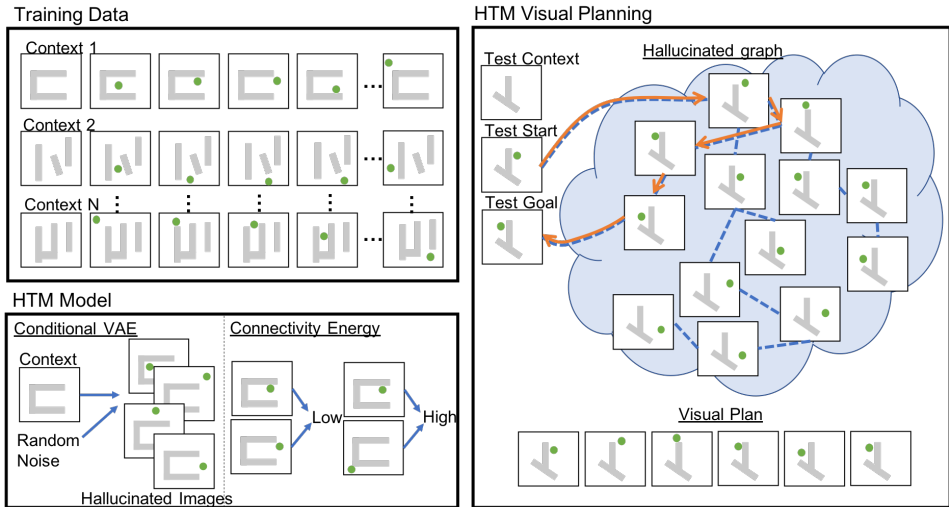 Training Data
Context 1
...
Context 2
...
Context N
...
HTM Model
Conditional VAE
Context
Random
Noise
Hallucinated Images
Connectivity Energy
Low
High
HTM Visual Planning
Test Context
Hallucinated graph
Test Start
Test Goal
Visual Plan